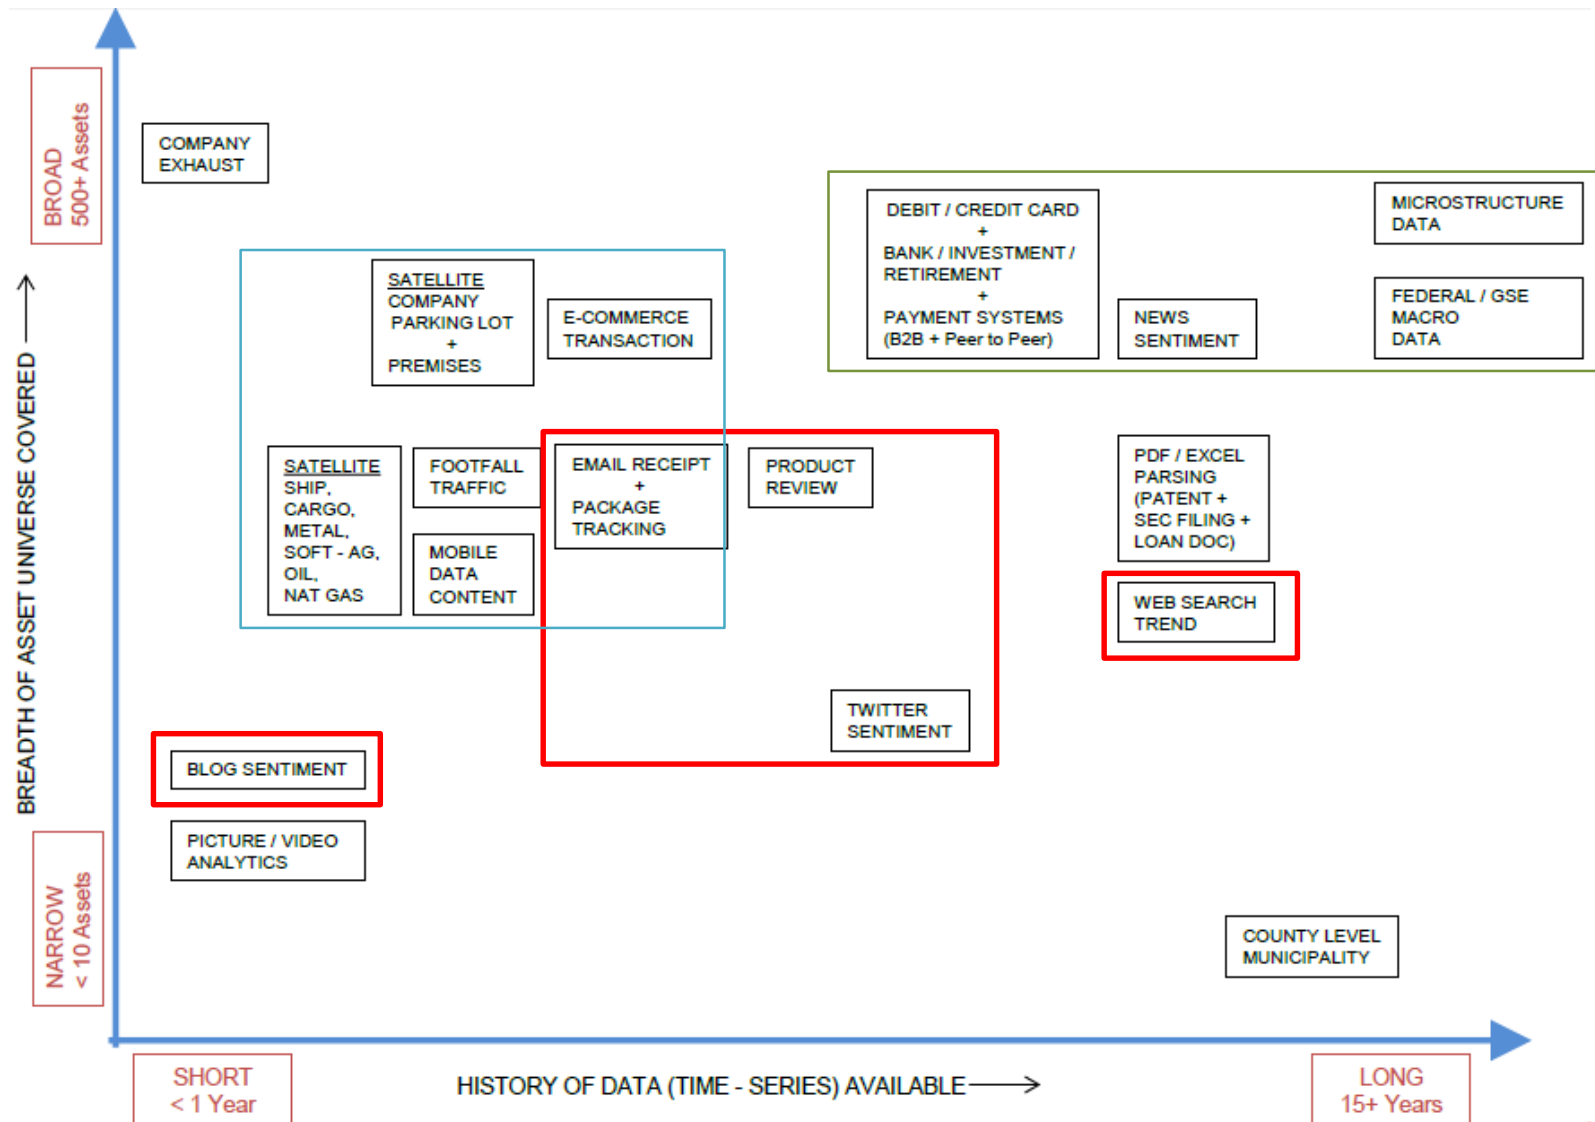 BROAD
500+ Assets
BREADTH OF ASSET UNIVERSE COVERED
NARROW
< 10 Assets
COMPANY
EXHAUST
SATELLITE
COMPANY
PARKING LOT
+
PREMISES
E-COMMERCE
TRANSACTION
DEBIT / CREDIT CARD
+
BANK / INVESTMENT /
RETIREMENT
+
PAYMENT SYSTEMS
(B2B + Peer to Peer)
NEWS
SENTIMENT
MICROSTRUCTURE
DATA
FEDERAL / GSE
MACRO
DATA
SATELLITE
SHIP,
CARGO,
METAL,
SOFT - AG,
OIL,
NAT GAS
FOOTFALL
TRAFFIC
MOBILE
DATA
CONTENT
EMAIL RECEIPT
+
PACKAGE
TRACKING
PRODUCT
REVIEW
PDF / EXCEL
PARSING
(PATENT +
SEC FILING +
LOAN DOC)
WEB SEARCH
TREND
TWITTER
SENTIMENT
BLOG SENTIMENT
PICTURE / VIDEO
ANALYTICS
COUNTY LEVEL
MUNICIPALITY
SHORT
< 1 Year
HISTORY OF DATA (TIME - SERIES) AVAILABLE
LONG
15+ Years